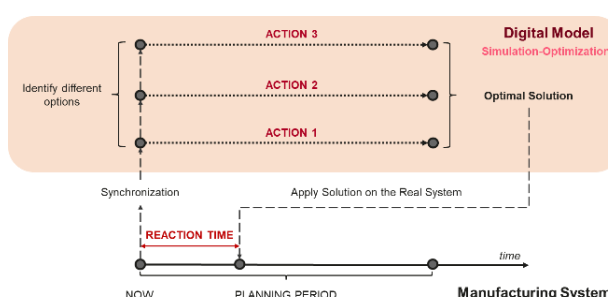 Digital Model
Simulation-Optimization
ACTION 3
Identify different
options
ACTION 2
Optimal Solution
ACTION 1
Synchronization
Apply Solution on the Real System
REACTION TIME
time
NOW
PLANNING PERIOD
Manufacturing System